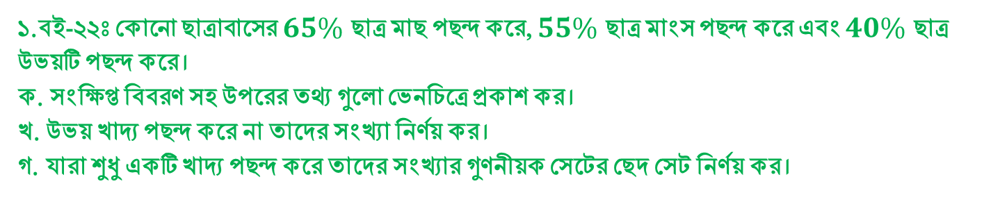 ১.বই-২২ঃ কোনো ছাত্রাবাসের 65% ছাত্র মাছ পছন্দ করে, 55% ছাত্র মাংস পছন্দ করে এবং 40% ছাত্র
উভয়টি পছন্দ করে।
ক. সংক্ষিপ্ত বিবরণ সহ উপরের তথ্য গুলো ভেনচিত্রে প্রকাশ কর।
খ. উভয় খাদ্য পছন্দ করে না তাদের সংখ্যা নির্ণয় কর।
গ. যারা শুধু একটি খাদ্য পছন্দ করে তাদের সংখ্যার গুণনীয়ক সেটের ছেদ সেট নির্ণয় কর।